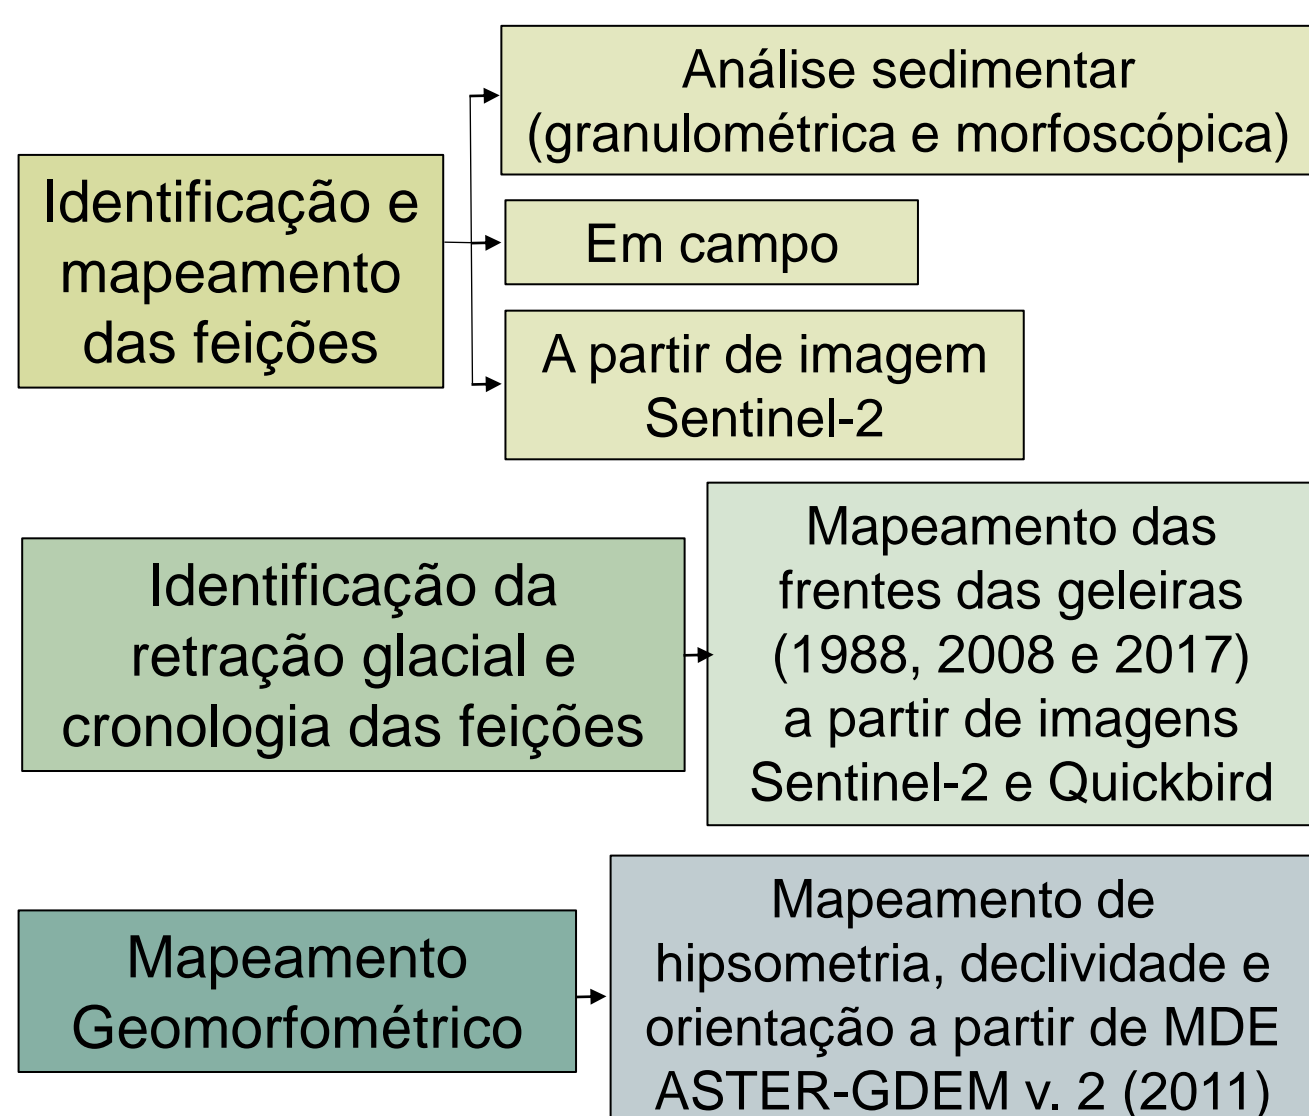 Identificação e
mapeamento
das feições
Análise sedimentar
(granulométrica e morfoscópica)
Em campo
A partir de imagem
Sentinel-2
Identificação da
retração glacial e
cronologia das feições
Mapeamento das
frentes das geleiras
(1988, 2008 e 2017)
a partir de imagens
Sentinel-2 e Quickbird
Mapeamento
Geomorfométrico
Mapeamento de
hipsometria, declividade e
orientação a partir de MDE
ASTER-GDEM v. 2 (2011)